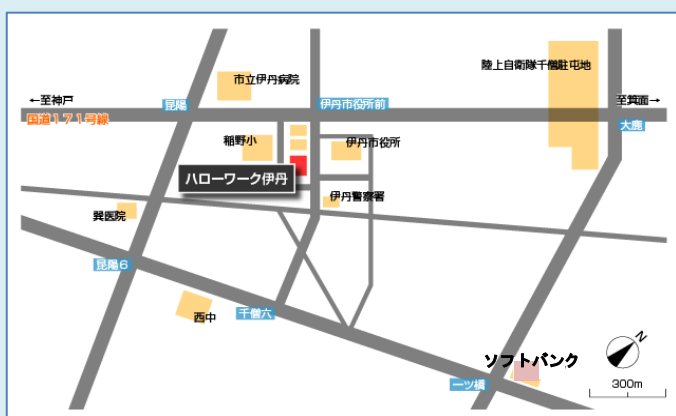 市立伊丹病院
陸上自衛隊千僧駐屯地
←至神戸
昆陽
伊丹市役所前
至箕面→
国道171号線
大鹿
稲野小
伊丹市役所
ハローワーク伊丹
伊丹警察署
巽医院
昆陽6
西中
千僧六
ソフトバンク
N
一ツ橋
300m